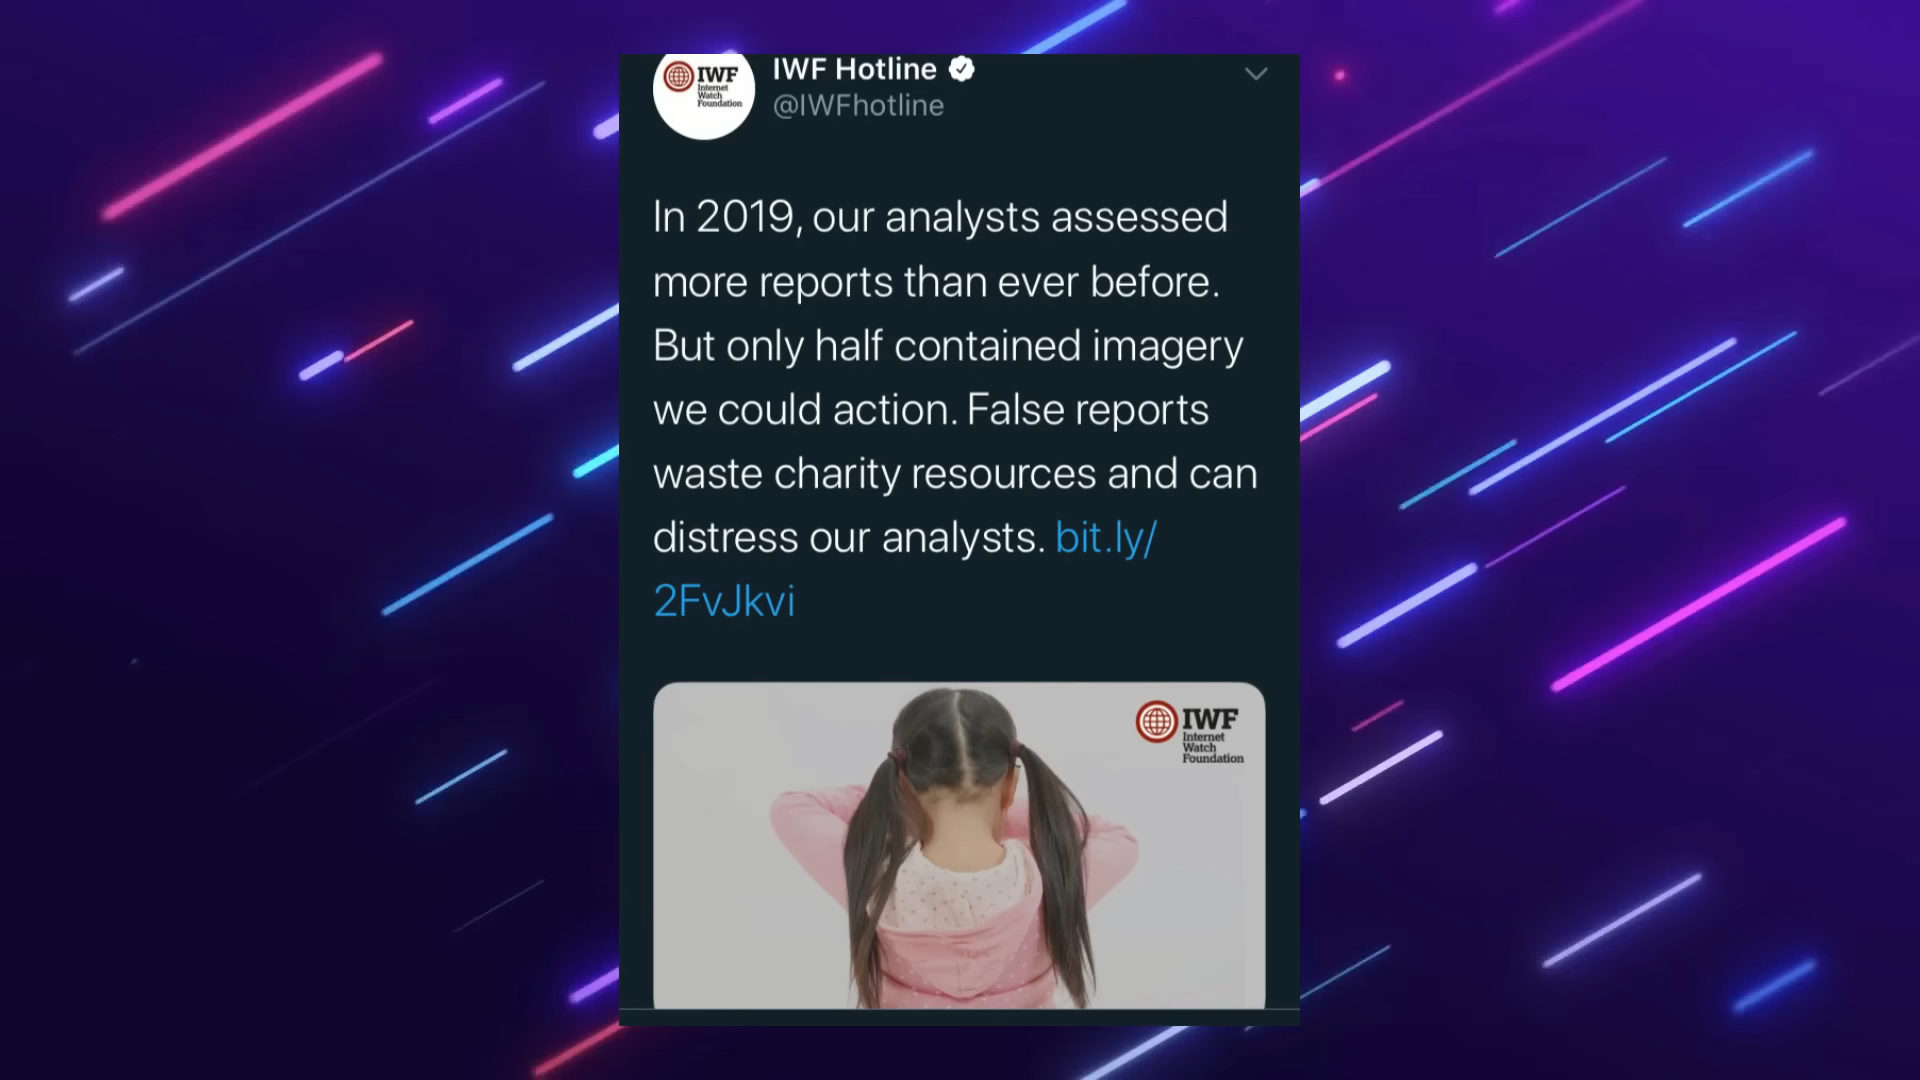 IWF
Internet
Watch
Foundation
IWF Hotline
@IWFhotline
In 2019, our analysts assessed
more reports than ever before.
But only half contained imagery
we could action. False reports
waste charity resources and can
distress our analysts. bit.ly/
2FvJkvi
IWF
Internet
Watch
Foundation